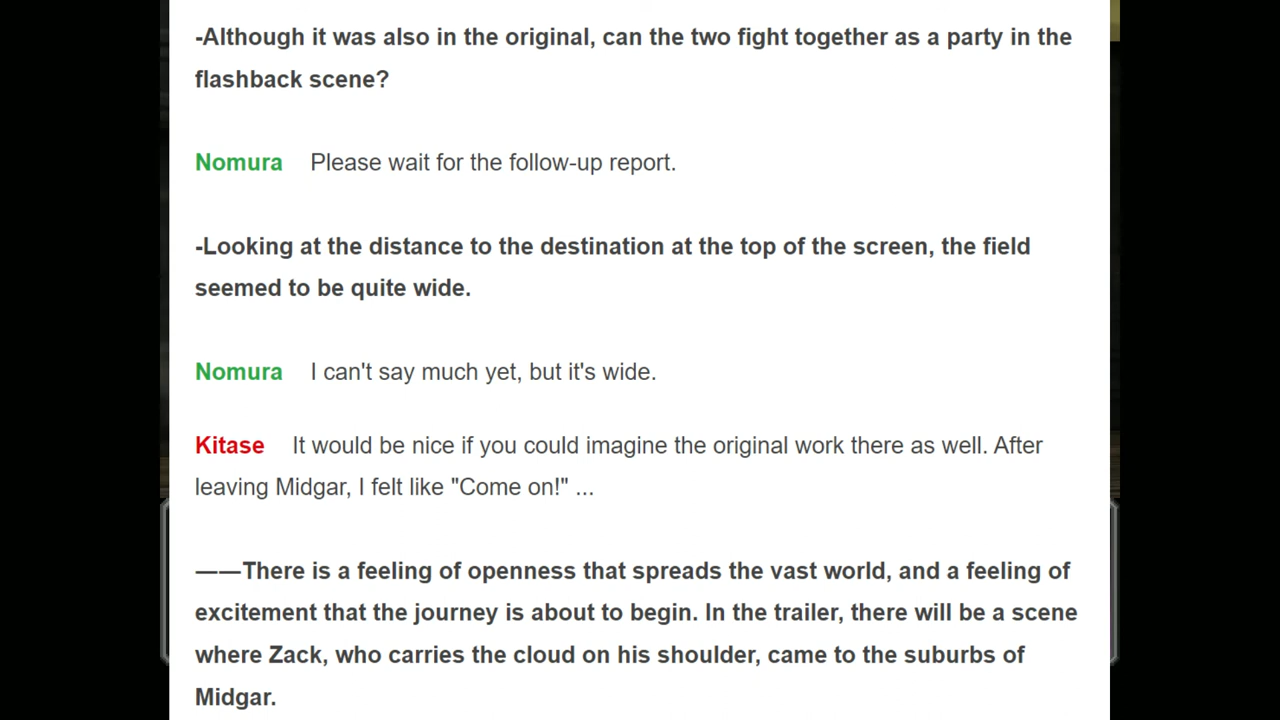 -Although it was also in the original, can the two fight together as a party in the
flashback scene?
Nomura Please wait for the follow-up report.
-Looking at the distance to the destination at the top of the screen, the field
seemed to be quite wide.
Nomura I can't say much yet, but it's wide.
Kitase It would be nice if you could imagine the original work there as well. After
leaving Midgar, I felt like "Come on!" ...
——There is a feeling of openness that spreads the vast world, and a feeling of
excitement that the journey is about to begin. In the trailer, there will be a scene
where Zack, who carries the cloud on his shoulder, came to the suburbs of
Midgar.